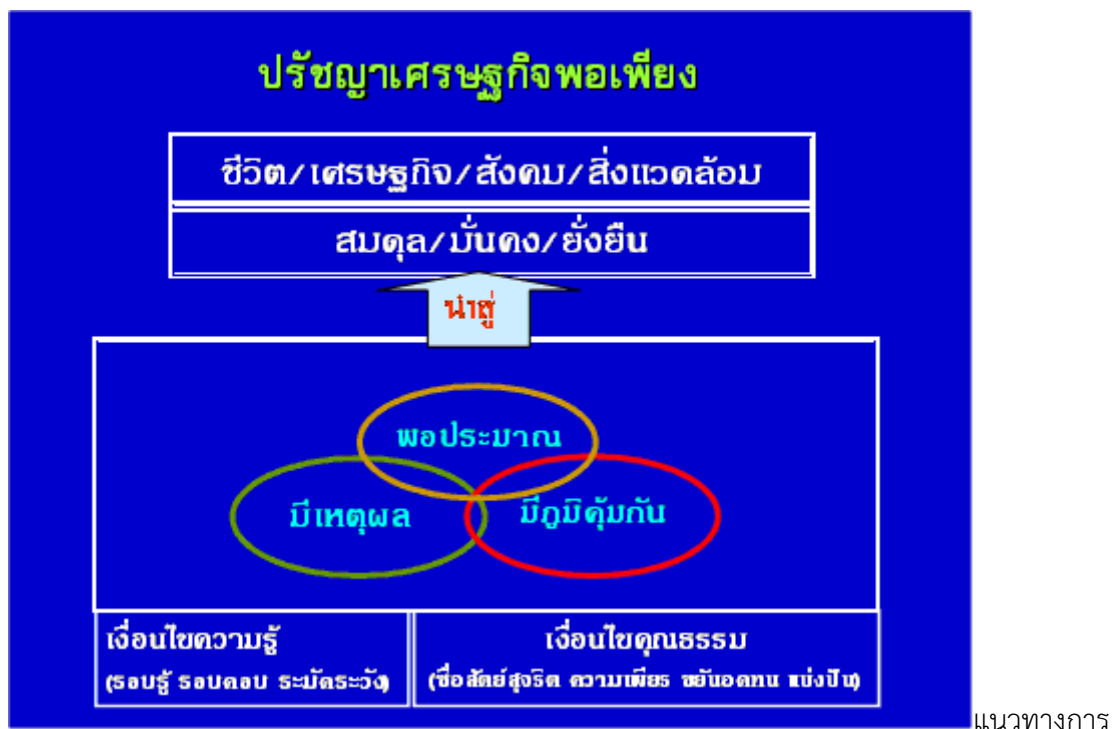 ปรัชญาเศรษฐกิจพอเพียง
ชีวิต/เศรษฐกิจ/สังคม/สิ่งแวดล้อม
สมดุล/มั่นคง/ยั่งยืน
นำสู่
พอประมาณ
มีเหตุผล
มีภูมิคุ้มกัน
เงื่อนไขความรู้
(รอบรู้ รอบคอบ ระมัดระวัง)
เงื่อนไขคุณธรรม
(ซื่อสัตย์สุจริต ความเพียร ขยันอดทน แบ่งปัน)
แนวทางการ